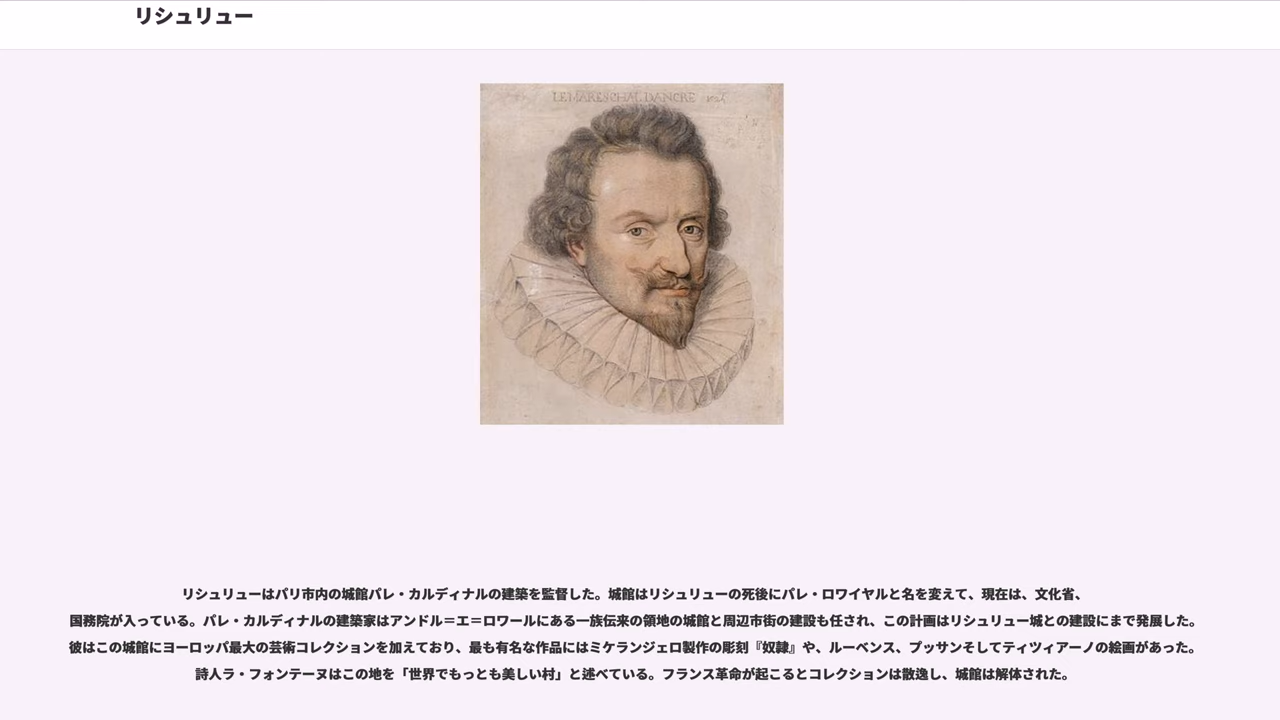 リシュリュー
LE MARESCHAL DANCRE
リシュリューはパリ市内の城館パレ・カルディナルの建築を監督した。城館はリシュリューの死後にパレ・ロワイヤルと名を変えて、現在は、文化省、
国務院が入っている。パレ・カルディナルの建築家はアンドル＝エ＝ロワールにある一族伝来の領地の城館と周辺市街の建設も任され、この計画はリシュリュー城との建設にまで発展した。
彼はこの城館にヨーロッパ最大の芸術コレクションを加えており、最も有名な作品にはミケランジェロ製作の彫刻『奴隷』や、ルーベンス、プッサンそしてティツィアーノの絵画があった。
詩人ラ・フォンテーヌはこの地を「世界でもっとも美しい村」と述べている。フランス革命が起こるとコレクションは散逸し、城館は解体された。